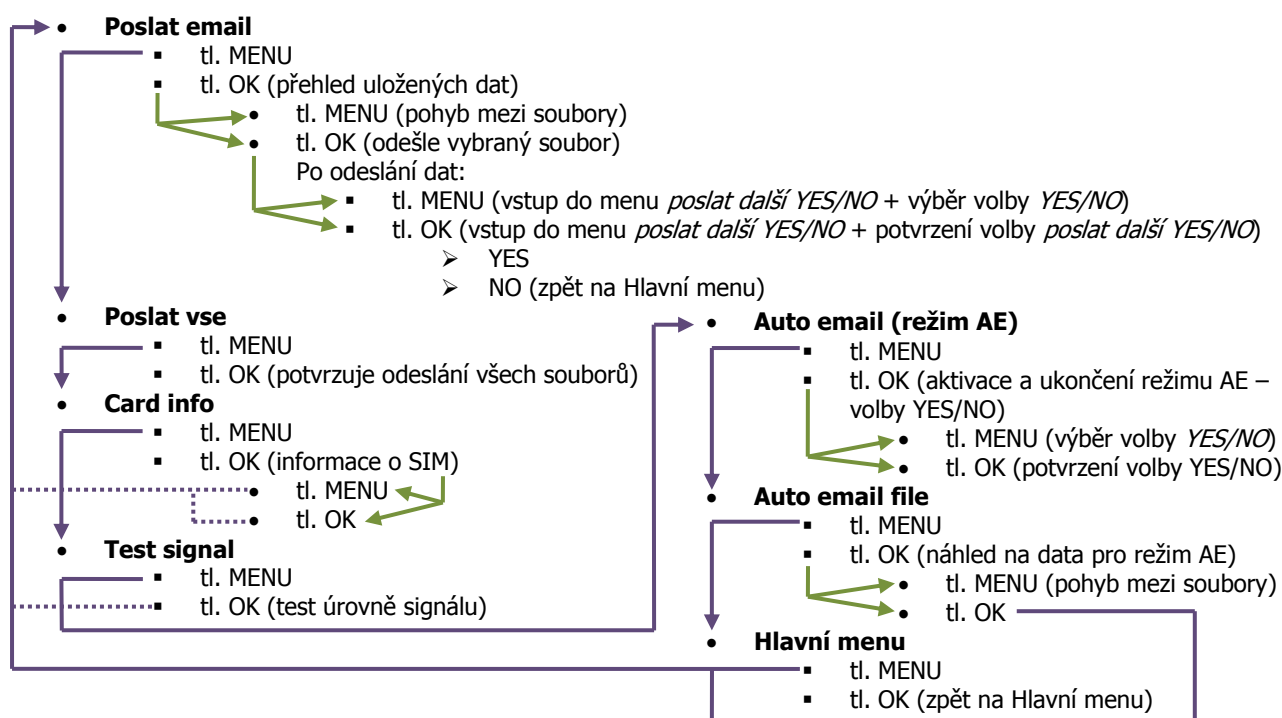 • Poslat email
▪ tl. MENU
▪ tl. OK (přehled uložených dat)
• tl. MENU (pohyb mezi soubory)
• tl. OK (odešle vybraný soubor)
Po odeslání dat:
▪ tl. MENU (vstup do menu poslat další YES/NO + výběr volby YES/NO)
▪ tl. OK (vstup do menu poslat další YES/NO + potvrzení volby poslat další YES/NO)
➢ YES
➢ NO (zpět na Hlavní menu)
• Poslat vse
▪ tl. MENU
▪ tl. OK (potvrzuje odeslání všech souborů)
• Card info
▪ tl. MENU
▪ tl. OK (informace o SIM)
• tl. MENU
• tl. OK
• Test signal
▪ tl. MENU
▪ tl. OK (test úrovně signálu)
• Auto email (režim AE)
▪ tl. MENU
▪ tl. OK (aktivace a ukončení režimu AE –
volby YES/NO)
• tl. MENU (výběr volby YES/NO)
• tl. OK (potvrzení volby YES/NO)
• Auto email file
▪ tl. MENU
▪ tl. OK (náhled na data pro režim AE)
• tl. MENU (pohyb mezi soubory)
• tl. OK
• Hlavní menu
▪ tl. MENU
▪ tl. OK (zpět na Hlavní menu)